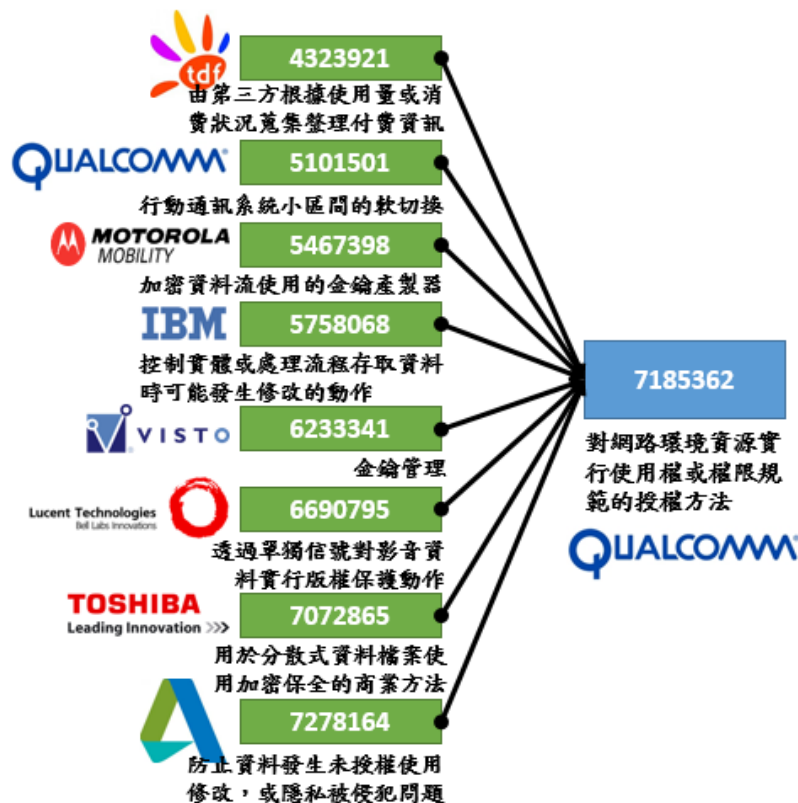 tdf
4323921
由第三方根據使用量或消
費狀況蒐集整理付費資訊
QUALCOMM®
5101501
行動通訊系統小區間的軟切換
MOTOROLA
MOBILITY
5467398
加密資料流使用的金鑰產製器
IBM
5758068
控制實體或處理流程存取資料
時可能發生修改的動作
VISTO
6233341
金鑰管理
Lucent Technologies
Bell Labs Innovations
6690795
透過單獨信號對影音資
料實行版權保護動作
TOSHIBA
Leading Innovation >>>
7072865
用於分散式資料檔案使
用加密保全的商業方法
7278164
防止資料發生未授權使用
修改，或隱私被侵犯問題
7185362
對網路環境資源實
行使用權或權限規
範的授權方法
QUALCOMM®